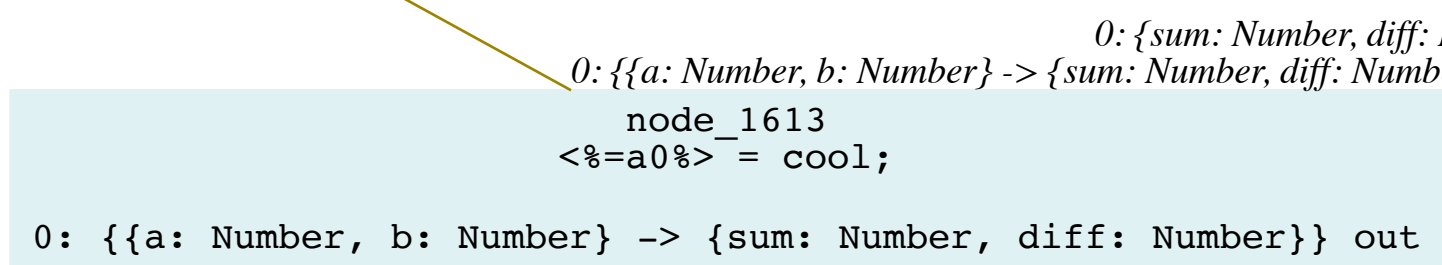 0: {sum: Number, diff:
0: {{a: Number, b: Number} -> {sum: Number, diff: Numb
node_1613
<%=a0%> = cool;
0: {{a: Number, b: Number} -> {sum: Number, diff: Number}} out